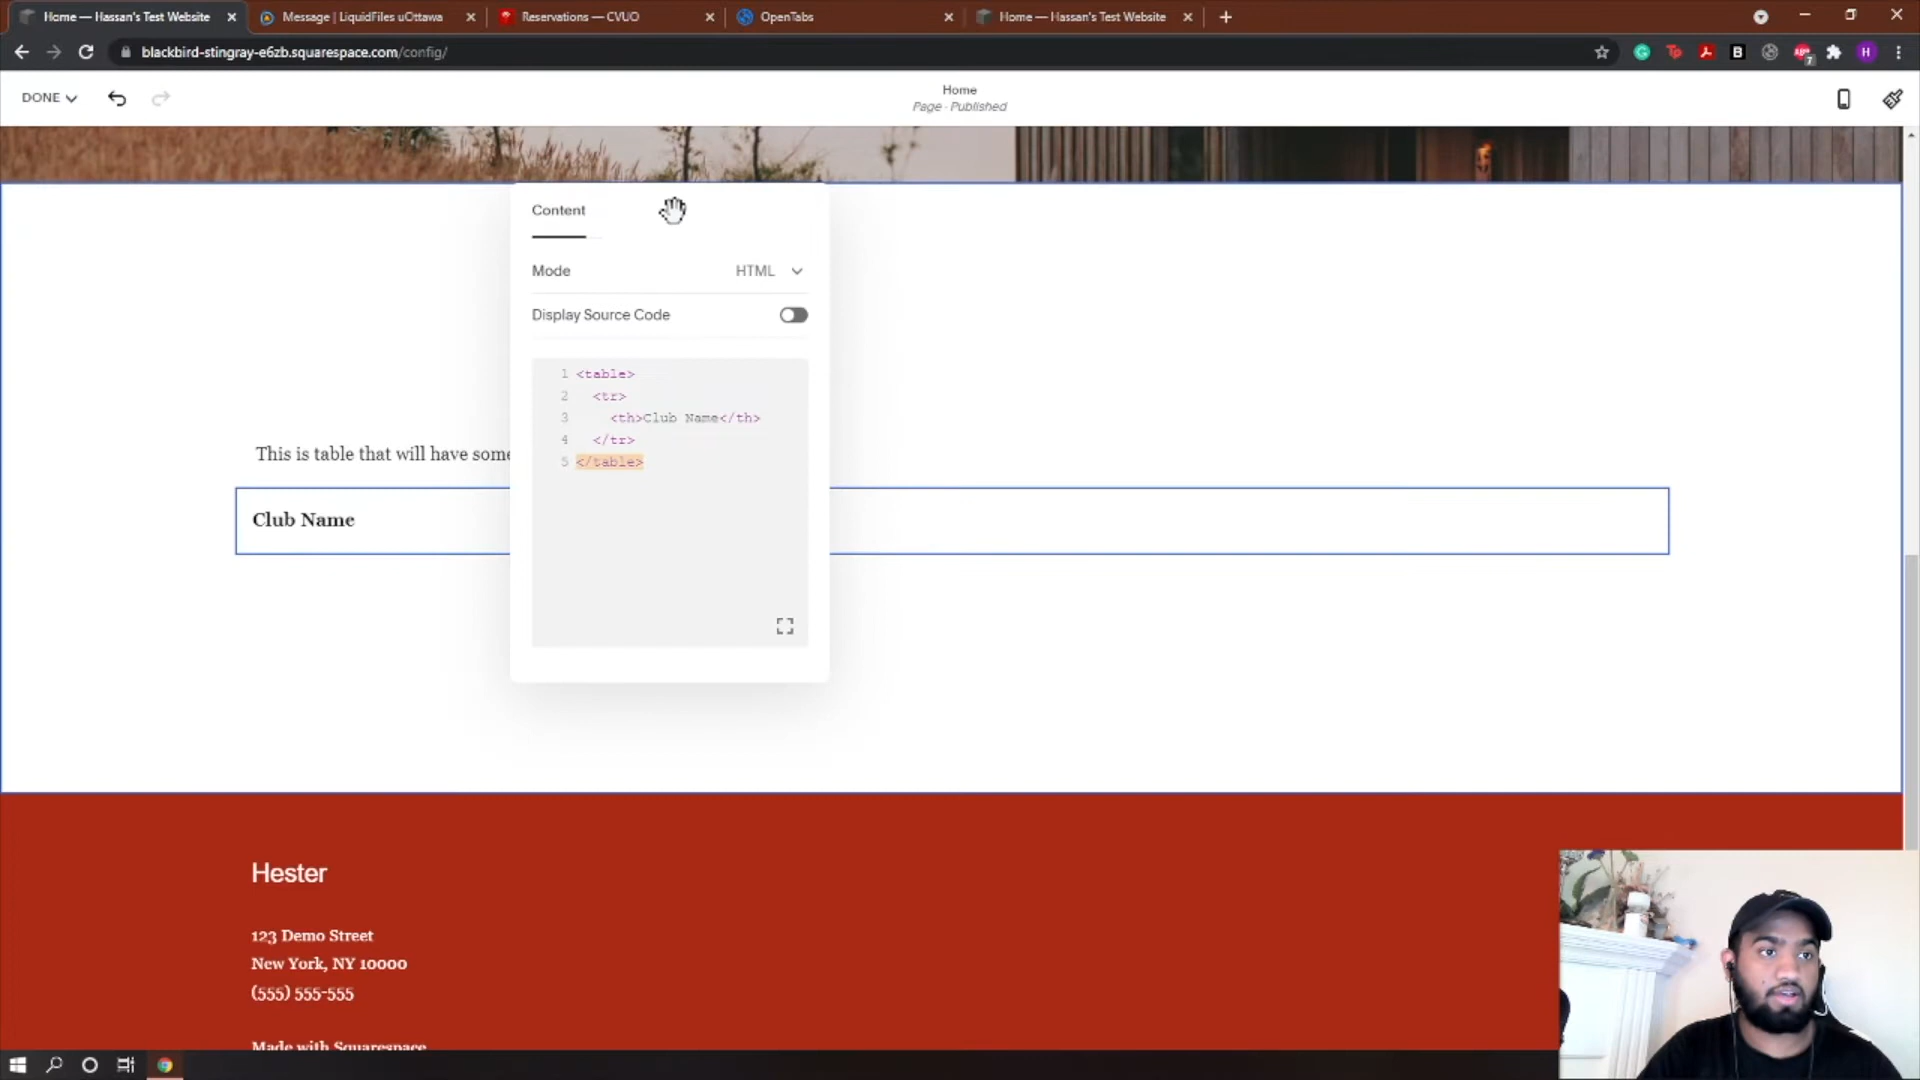 Home — Hassan's Test Website
Message | LiquidFiles uOttawa
Reservations — CVUO
OpenTabs
Home — Hassan's Test Website
blackbird-stingray-e6zb.squarespace.com/config/
B
7
H
DONE
Home
Page · Published
Content
Mode
HTML
Display Source Code
1 <table>
2 <tr>
3 <th>Club Name</th>
4 </tr>
5 </table>
This is table that will have some
Club Name
Hester
123 Demo Street
New York, NY 10000
(555) 555-555
Made with Squarespace